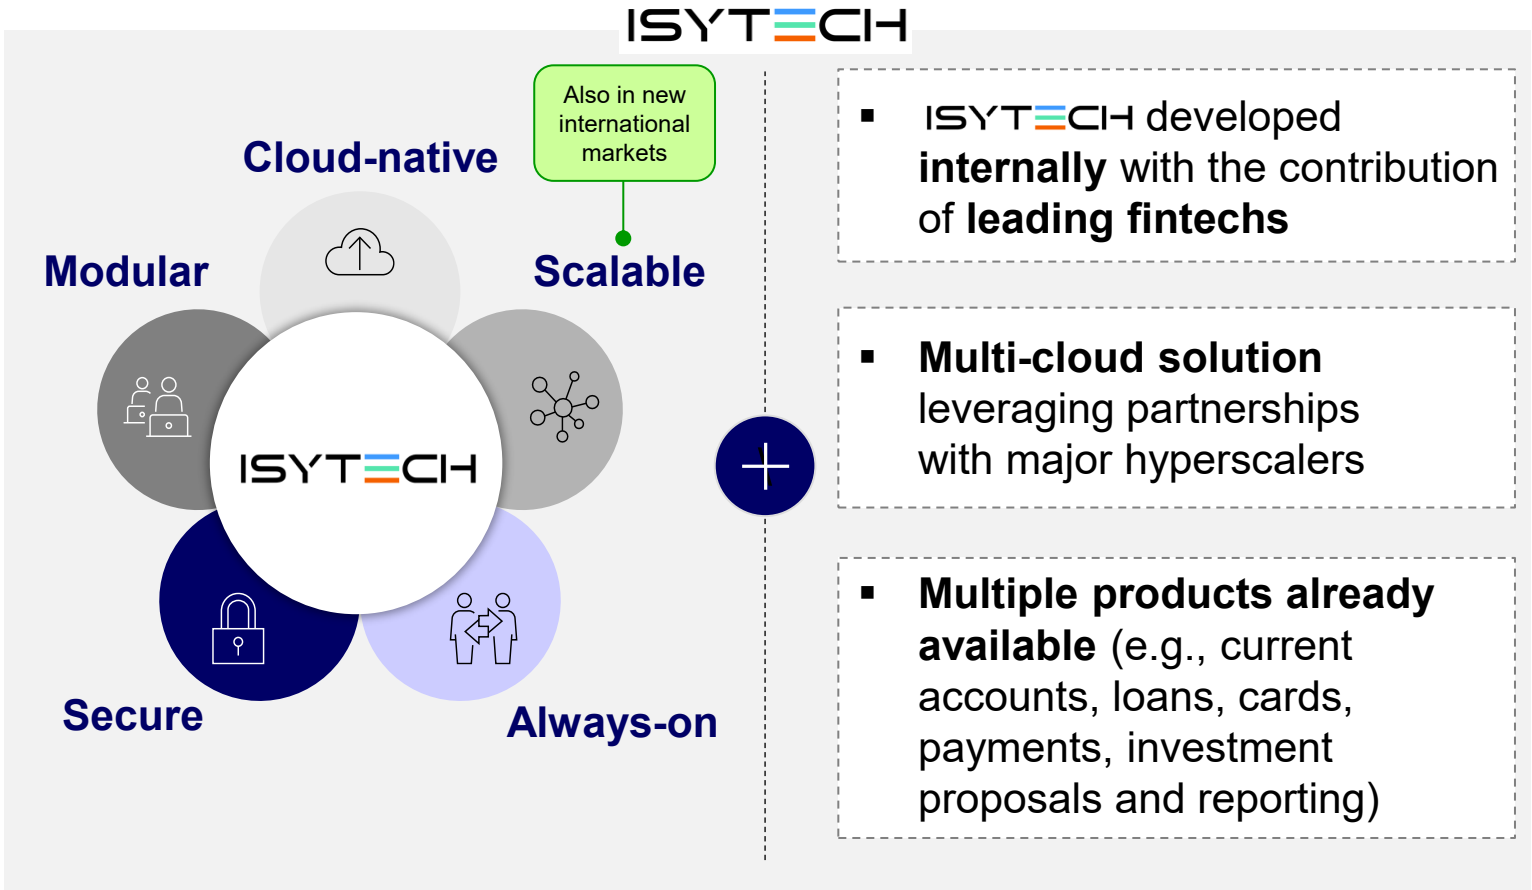 ISYTECH
Also in new
international
markets
Cloud-native
Modular
Scalable
ISYTECH
Secure
Always-on
▪ ISYTECH developed
internally with the contribution
of leading fintechs
▪ Multi-cloud solution
leveraging partnerships
with major hyperscalers
▪ Multiple products already
available (e.g., current
accounts, loans, cards,
payments, investment
proposals and reporting)